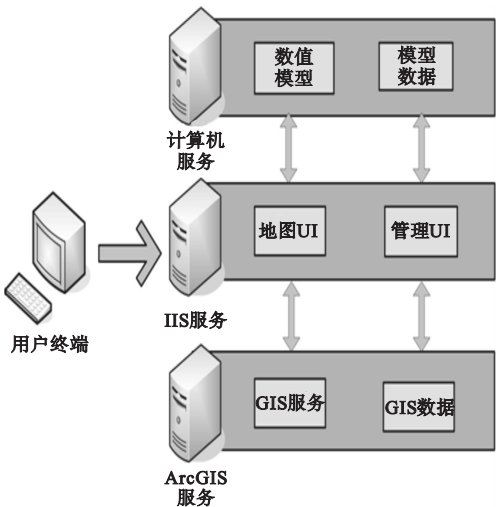 数值
模型
模型
数据
计算机
服务
地图UI
管理UI
IIS服务
用户终端
GIS服务
GIS数据
ArcGIS
服务